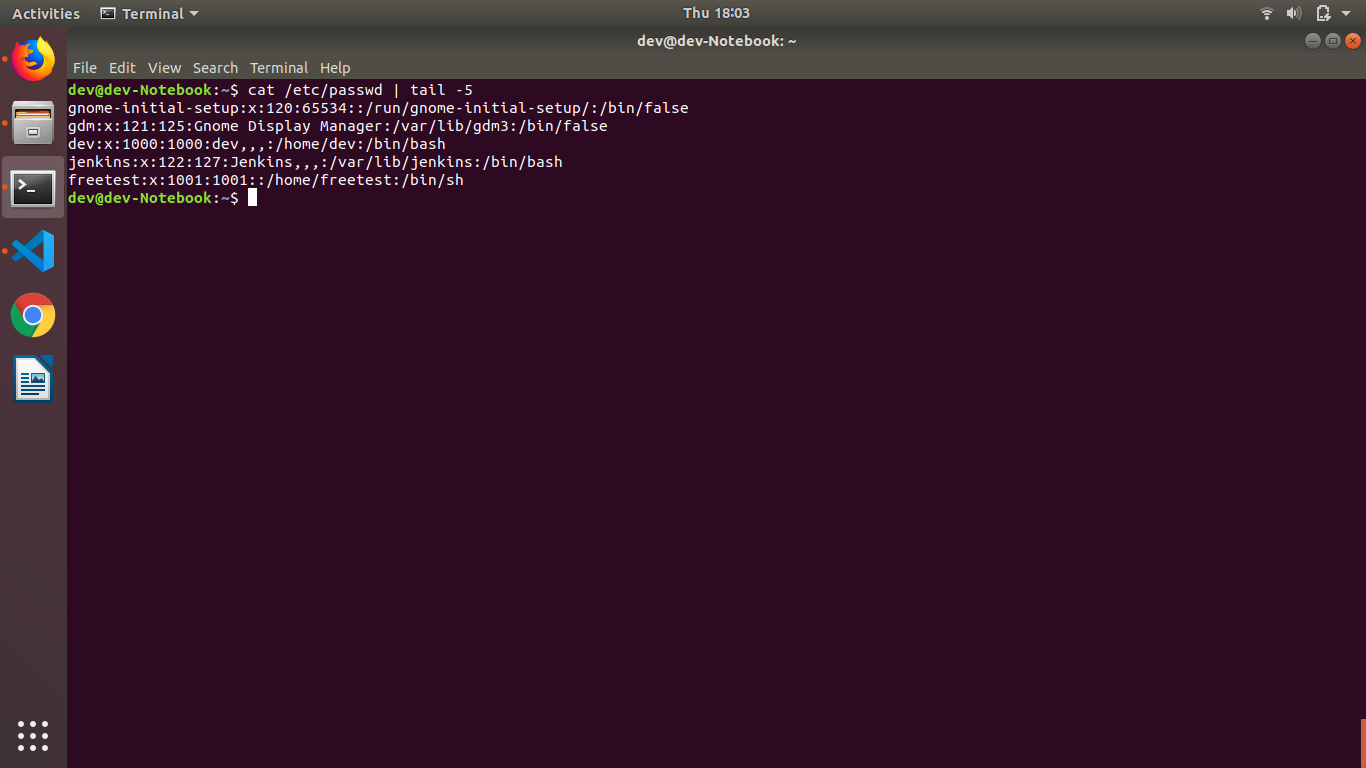 Activities Terminal Thu 18:03
dev@dev-Notebook: ~
File Edit View Search Terminal Help
dev@dev-Notebook:~$ cat /etc/passwd | tail -5
gnome-initial-setup:x:120:65534::/run/gnome-initial-setup/:/bin/false
gdm:x:121:125:Gnome Display Manager:/var/lib/gdm3:/bin/false
dev:x:1000:1000:dev,,,:/home/dev:/bin/bash
jenkins:x:122:127:Jenkins,,,:/var/lib/jenkins:/bin/bash
freetest:x:1001:1001::/home/freetest:/bin/sh
dev@dev-Notebook:~$